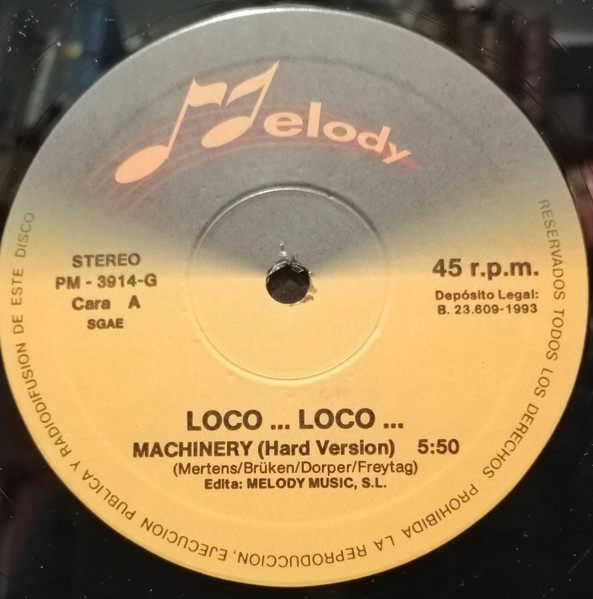 Melody
STEREO
PM - 3914-G
Cara A
SGAE
45 r.p.m.
Depósito Legal:
B. 23.609-1993
LOCO ... LOCO ...
MACHINERY (Hard Version) 5:50
(Mertens/Brüken/Dorper/Freytag)
Edita: MELODY MUSIC, S.L.
RESERVADOS TODOS LOS DERECHOS PROHIBIDA LA REPRODUCCION, EJECUCION PUBLICA Y RADIODIFUSION DE ESTE DISCO